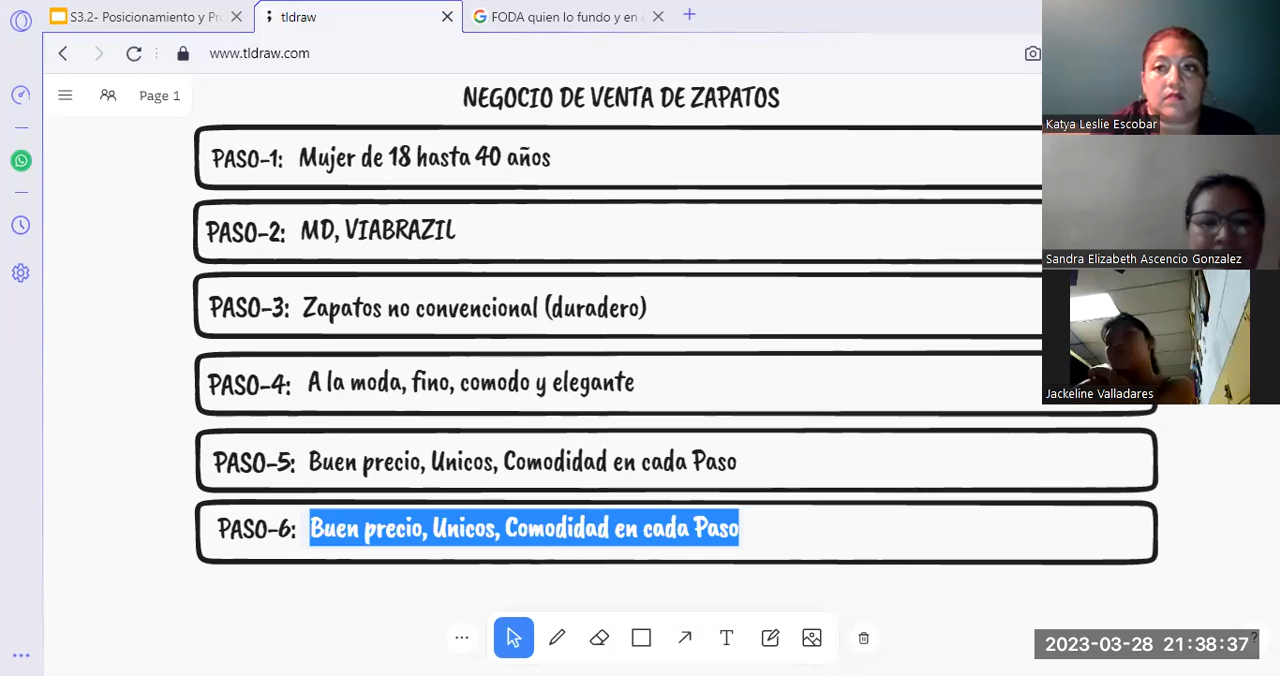 S3.2- Posicionamiento y Pr
tldraw
FODA quien lo fundo y en
www.tldraw.com
Page 1
NEGOCIO DE VENTA DE ZAPATOS
PASO-1: Mujer de 18 hasta 40 años
PASO-2: MD, VIABRAZIL
PASO-3: Zapatos no convencional (duradero)
PASO-4: A la moda, fino, comodo y elegante
PASO-5: Buen precio, Unicos, Comodidad en cada Paso
PASO-6: Buen precio, Unicos, Comodidad en cada Paso
Katya Leslie Escobar
Sandra Elizabeth Ascencio Gonzalez
Jackeline Valladares
2023-03-28 21:38:37